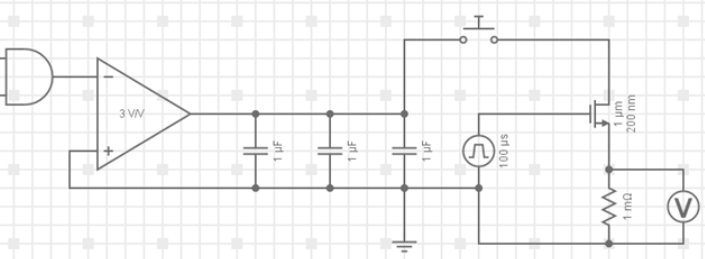 3 V/V
1 µF
1 µF
1 µF
100 µs
1 µm
200 nm
1 mΩ
V